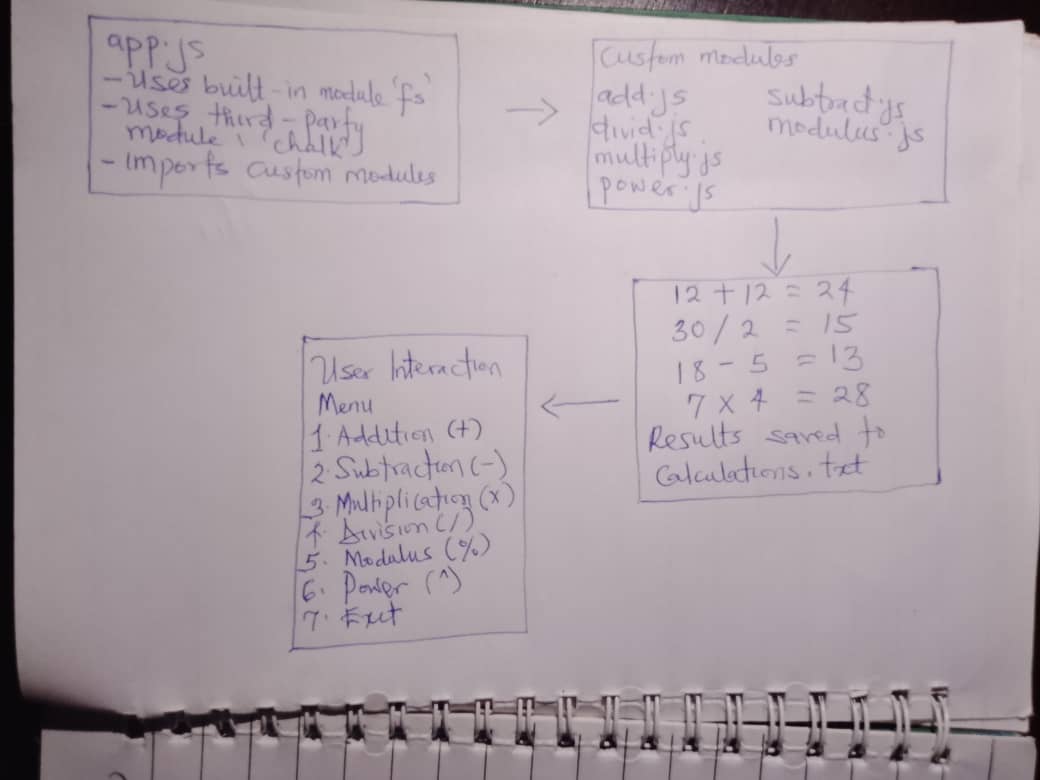 app.js
- Uses built-in module 'fs'
- Uses third-party
module, 'chalk'
- Imports custom modules
Custom modules
add.js subtract.js
divid.js modulus.js
multiply.js
power.js
12 + 12 = 24
30 / 2 = 15
18 - 5 = 13
7 x 4 = 28
Results saved to
Calculations.txt
User Interaction
Menu
1. Addition (+)
2. Subtraction (-)
3. Multiplication (x)
4. Division (/)
5. Modulus (%)
6. Power (^)
7. Exit